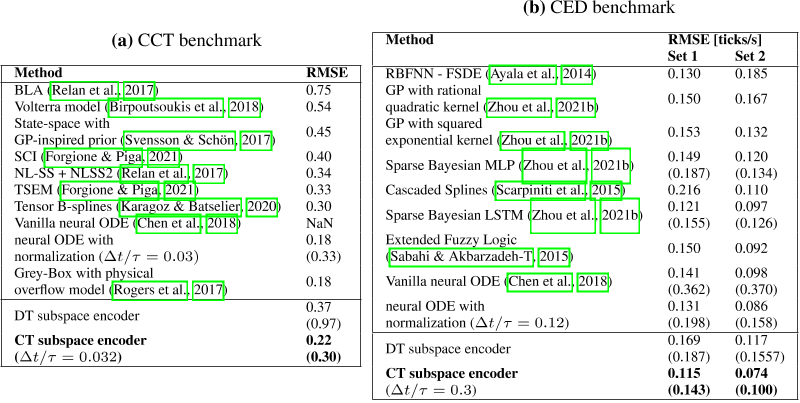 (a) CCT benchmark
Method RMSE
BLA (Relan et al., 2017) 0.75
Volterra model (Birpoutsoukis et al., 2018) 0.54
State-space with
GP-inspired prior (Svensson & Schön, 2017) 0.45
SCI (Forgione & Piga, 2021) 0.40
NL-SS + NLSS2 (Relan et al., 2017) 0.34
TSEM (Forgione & Piga, 2021) 0.33
Tensor B-splines (Karagoz & Batselier, 2020) 0.30
Vanilla neural ODE (Chen et al., 2018) NaN
neural ODE with 0.18
normalization (Δt/τ = 0.03) (0.33)
Grey-Box with physical
overflow model (Rogers et al., 2017) 0.18
DT subspace encoder 0.37
(0.97)
CT subspace encoder 0.22
(Δt/τ = 0.032) (0.30)
(b) CED benchmark
Method RMSE [ticks/s]
Set 1 Set 2
RBFNN - FSDE (Ayala et al., 2014) 0.130 0.185
GP with rational
quadratic kernel (Zhou et al., 2021b) 0.150 0.167
GP with squared
exponential kernel (Zhou et al., 2021b) 0.153 0.132
Sparse Bayesian MLP (Zhou et al., 2021b) 0.149 0.120
(0.187) (0.134)
Cascaded Splines (Scarpiniti et al., 2015) 0.216 0.110
Sparse Bayesian LSTM (Zhou et al., 2021b) 0.121 0.097
(0.155) (0.126)
Extended Fuzzy Logic
(Sabahi & Akbarzadeh-T, 2015) 0.150 0.092
Vanilla neural ODE (Chen et al., 2018) 0.141 0.098
(0.362) (0.370)
neural ODE with 0.131 0.086
normalization (Δt/τ = 0.12) (0.198) (0.158)
DT subspace encoder 0.169 0.117
(0.187) (0.1557)
CT subspace encoder 0.115 0.074
(Δt/τ = 0.3) (0.143) (0.100)